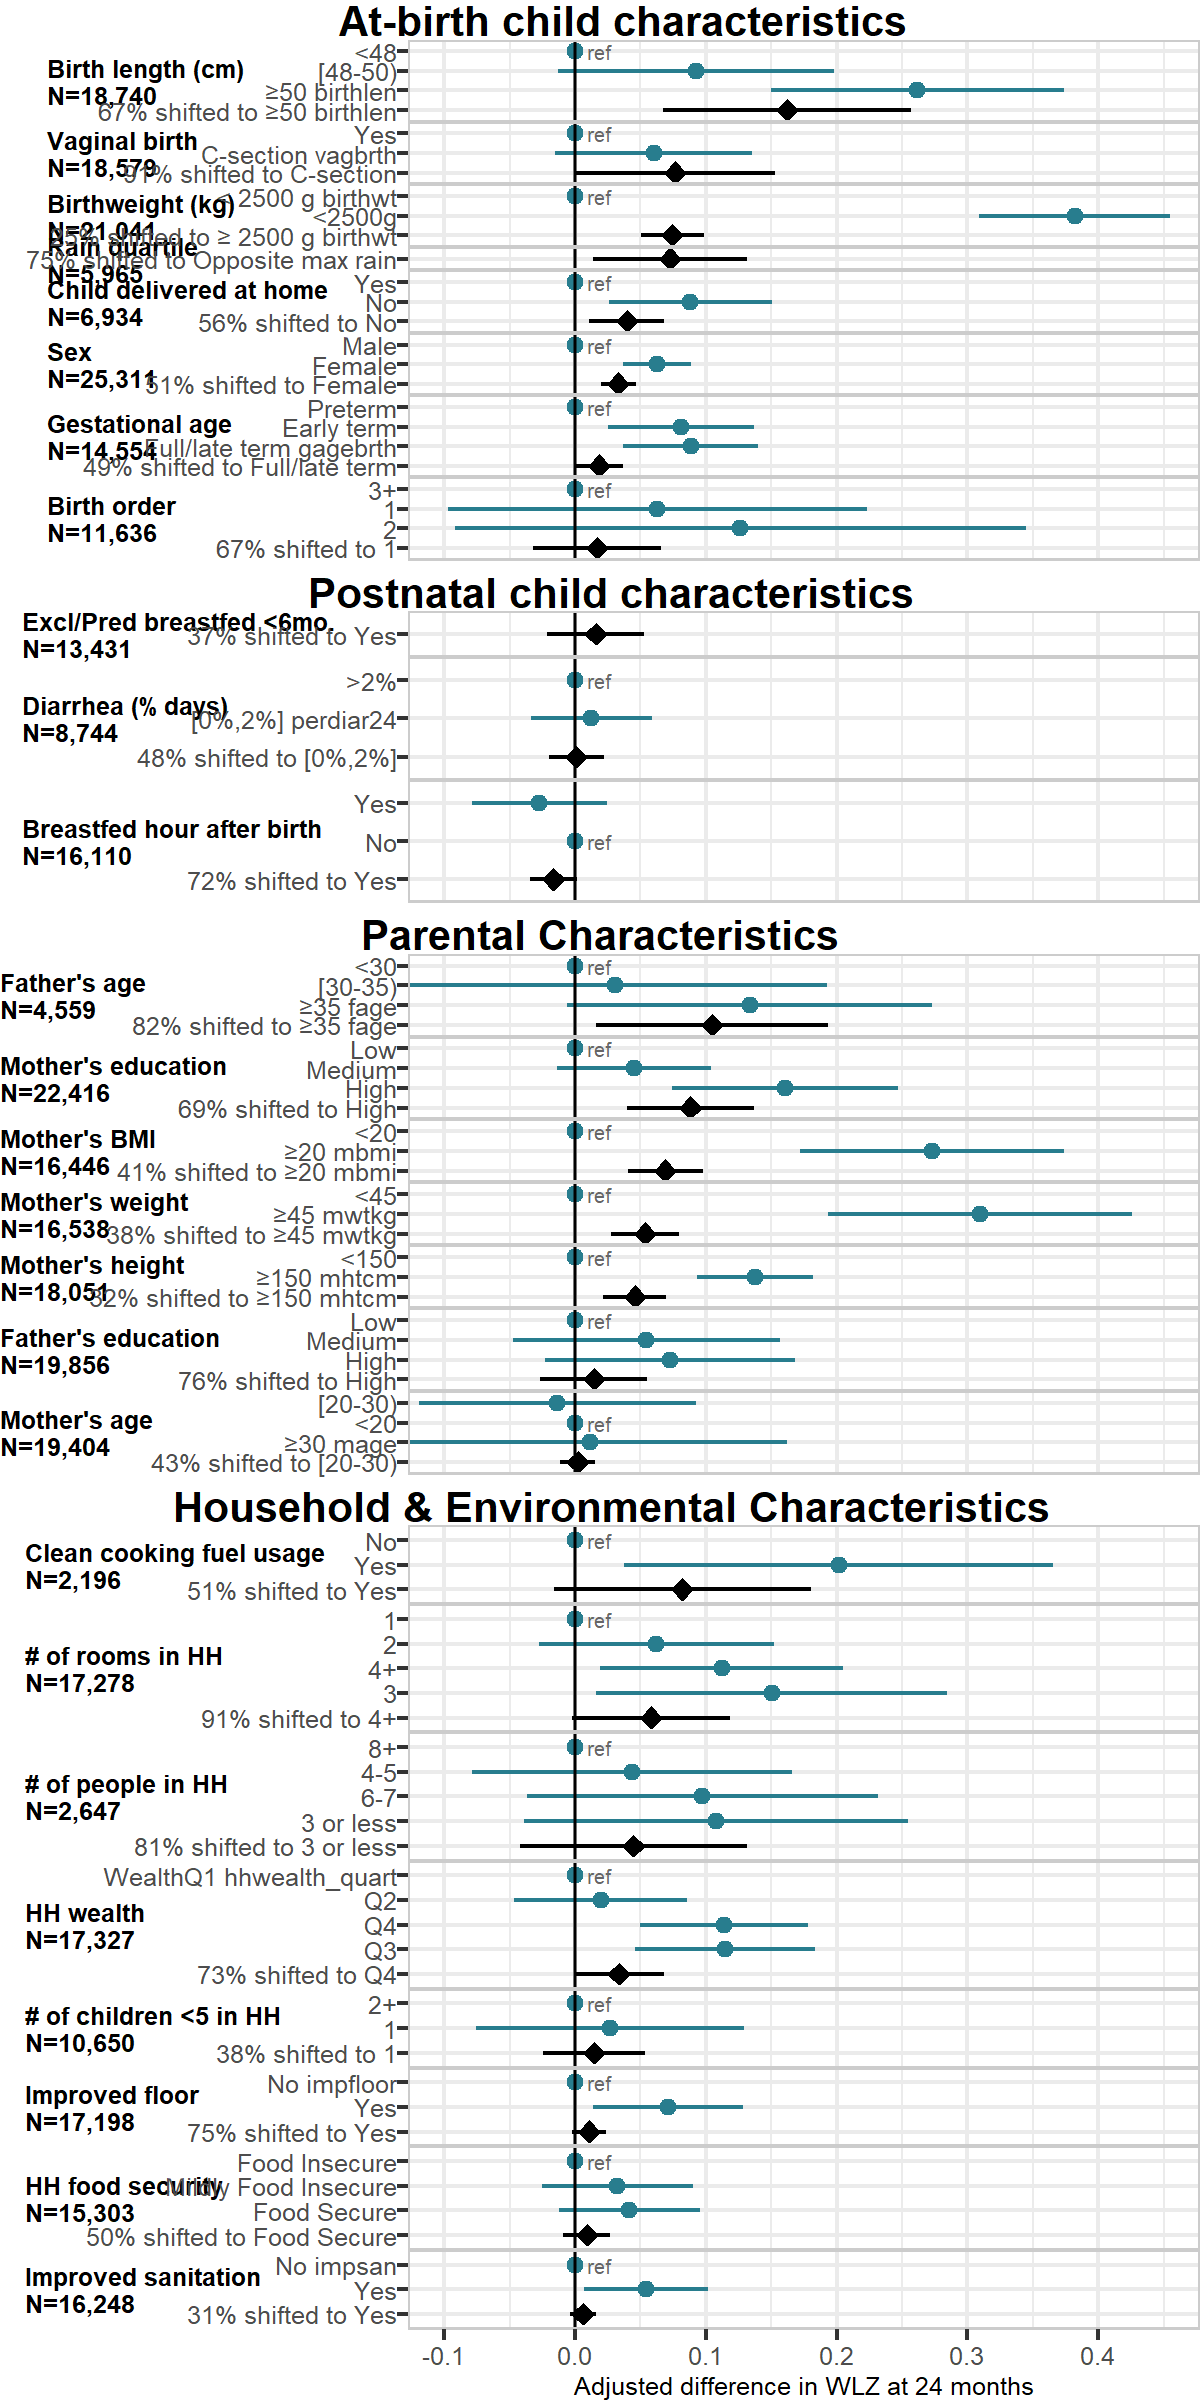 At-birth child characteristics
Birth length (cm)
N=18,740
<48
ref
[48-50)
≥50 birthlen
67% shifted to ≥50 birthlen
Vaginal birth
N=18,579
Yes
ref
C-section vagbrth
91% shifted to C-section
Birthweight (kg)
N=21,041
< 2500 g birthwt
<2500g
shifted to ≥ 2500 g birthwt
Rain quartile
N=5,965
75% shifted to Opposite max rain
Child delivered at home
N=6,934
Yes
ref
No
56% shifted to No
Sex
N=25,311
Male
ref
Female
51% shifted to Female
Gestational age
N=14,554
Preterm
ref
Early term
Full/late term gagebrth
49% shifted to Full/late term
Birth order
N=11,636
3+
ref
1
2
67% shifted to 1
Postnatal child characteristics
Excl/Pred breastfed <6mo.
N=13,431
37% shifted to Yes
Diarrhea (% days)
N=8,744
>2%
ref
[0%,2%] perdiar24
48% shifted to [0%,2%]
Breastfed hour after birth
N=16,110
Yes
No
ref
72% shifted to Yes
Parental Characteristics
Father's age
N=4,559
<30
ref
[30-35)
≥35 fage
82% shifted to ≥35 fage
Mother's education
N=22,416
Low
ref
Medium
High
69% shifted to High
Mother's BMI
N=16,446
<20
ref
≥20 mbmi
41% shifted to ≥20 mbmi
Mother's weight
N=16,538
<45
ref
≥45 mwtkg
38% shifted to ≥45 mwtkg
Mother's height
N=18,051
<150
ref
≥150 mhtcm
32% shifted to ≥150 mhtcm
Father's education
N=19,856
Low
ref
Medium
High
76% shifted to High
Mother's age
N=19,404
[20-30)
<20
ref
≥30 mage
43% shifted to [20-30)
Household & Environmental Characteristics
Clean cooking fuel usage
N=2,196
No
ref
Yes
51% shifted to Yes
# of rooms in HH
N=17,278
1
ref
2
4+
3
91% shifted to 4+
# of people in HH
N=2,647
8+
ref
4-5
6-7
3 or less
81% shifted to 3 or less
HH wealth
N=17,327
WealthQ1 hhwealth_quart
ref
Q2
Q4
Q3
73% shifted to Q4
# of children <5 in HH
N=10,650
2+
ref
1
38% shifted to 1
Improved floor
N=17,198
No impfloor
ref
Yes
75% shifted to Yes
HH food security
N=15,303
Food Insecure
ref
Mildly Food Insecure
Food Secure
50% shifted to Food Secure
Improved sanitation
N=16,248
No impsan
ref
Yes
31% shifted to Yes
-0.1 0.0 0.1 0.2 0.3 0.4
Adjusted difference in WLZ at 24 months